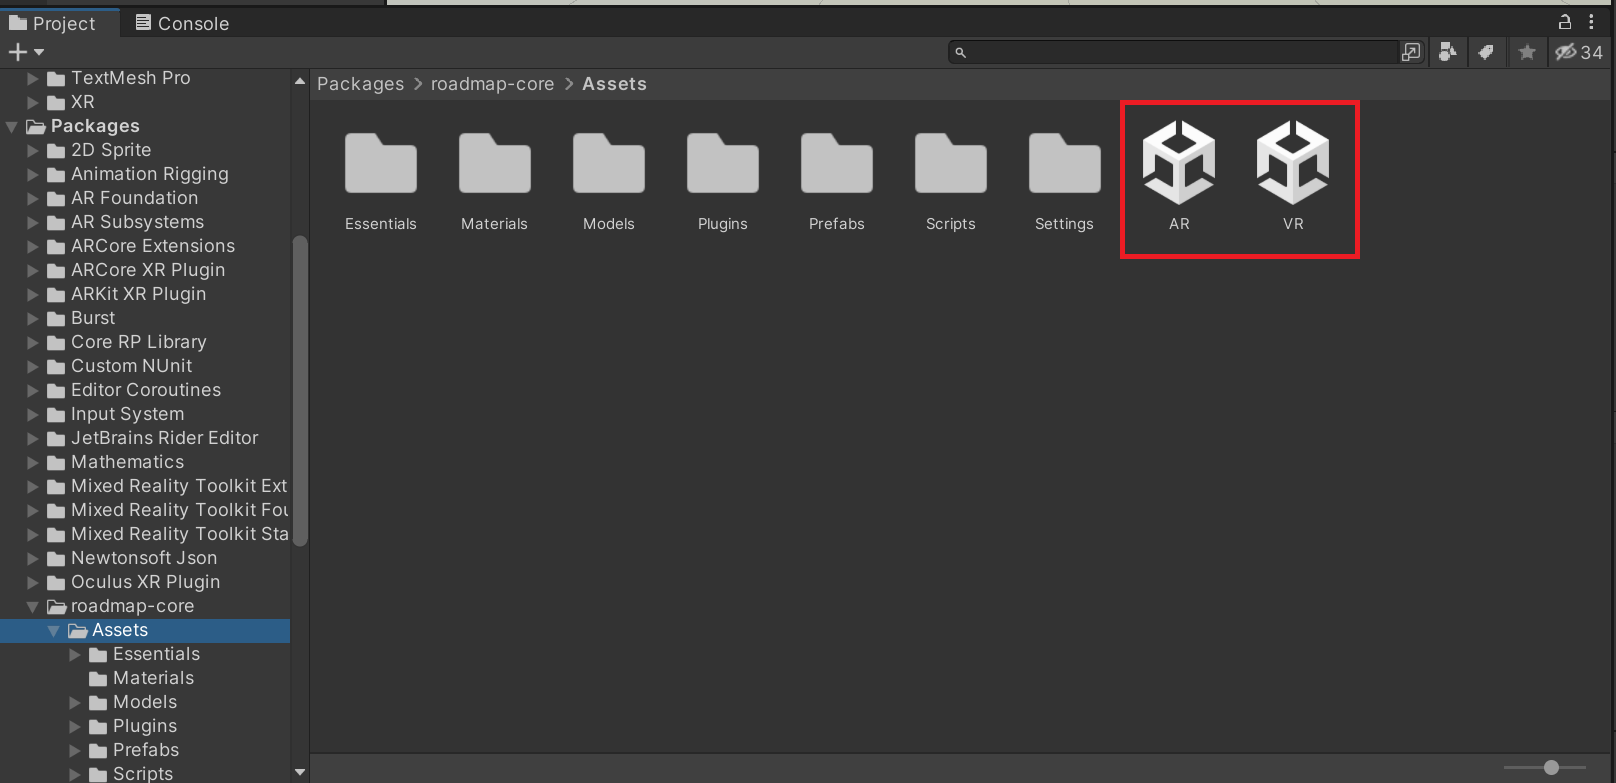 Project
Console
34
TextMesh Pro
XR
Packages
2D Sprite
Animation Rigging
AR Foundation
AR Subsystems
ARCore Extensions
ARCore XR Plugin
ARKit XR Plugin
Burst
Core RP Library
Custom NUnit
Editor Coroutines
Input System
JetBrains Rider Editor
Mathematics
Mixed Reality Toolkit Ext
Mixed Reality Toolkit Fou
Mixed Reality Toolkit Sta
Newtonsoft Json
Oculus XR Plugin
roadmap-core
Assets
Essentials
Materials
Models
Plugins
Prefabs
Scripts
Packages > roadmap-core > Assets
Essentials
Materials
Models
Plugins
Prefabs
Scripts
Settings
AR
VR